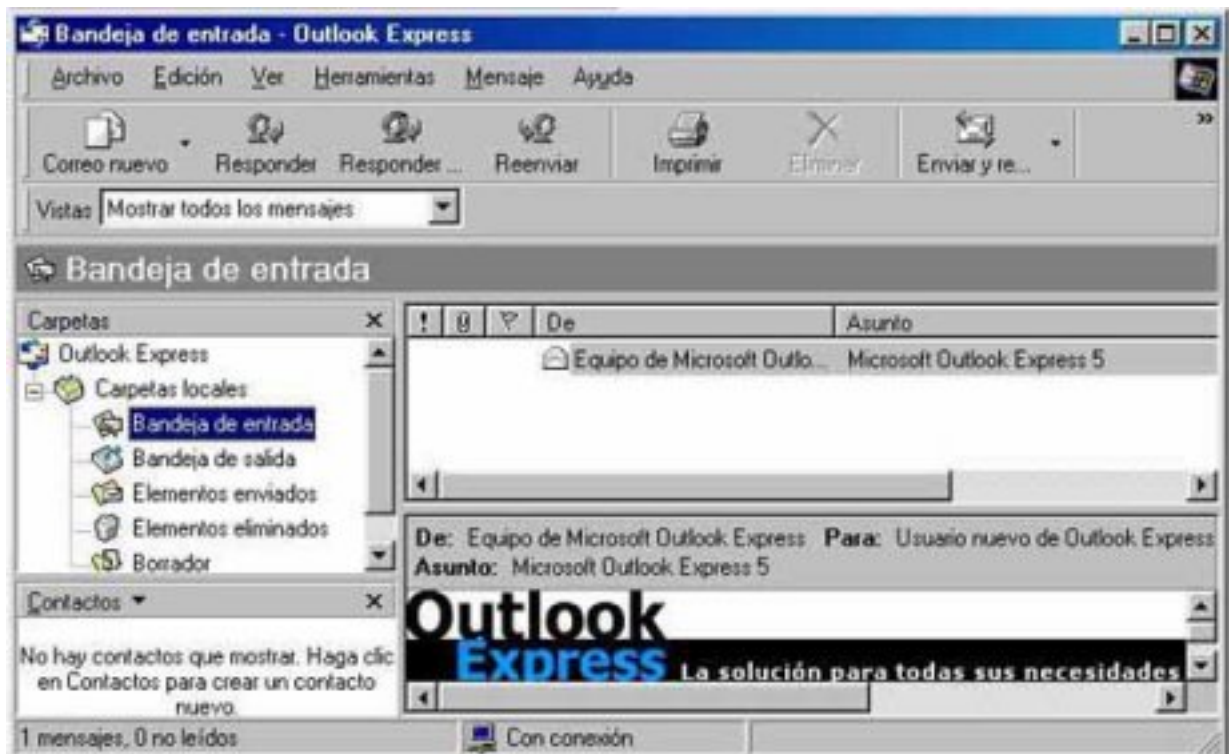 Bandeja de entrada - Outlook Express
Archivo Edición Ver Herramientas Mensaje Ayuda
Correo nuevo Responder Responder ... Reenviar Imprimir Eliminar Enviar y re...
Vistas Mostrar todos los mensajes
Bandeja de entrada
Carpetas
Outlook Express
Carpetas locales
Bandeja de entrada
Bandeja de salida
Elementos enviados
Elementos eliminados
Borrador
Contactos
No hay contactos que mostrar. Haga clic
en Contactos para crear un contacto
nuevo.
! De Asunto
Equipo de Microsoft Outlo... Microsoft Outlook Express 5
De: Equipo de Microsoft Outlook Express Para: Usuario nuevo de Outlook Express
Asunto: Microsoft Outlook Express 5
Outlook
Express La solución para todas sus necesidades
1 mensajes, 0 no leídos Con conexión